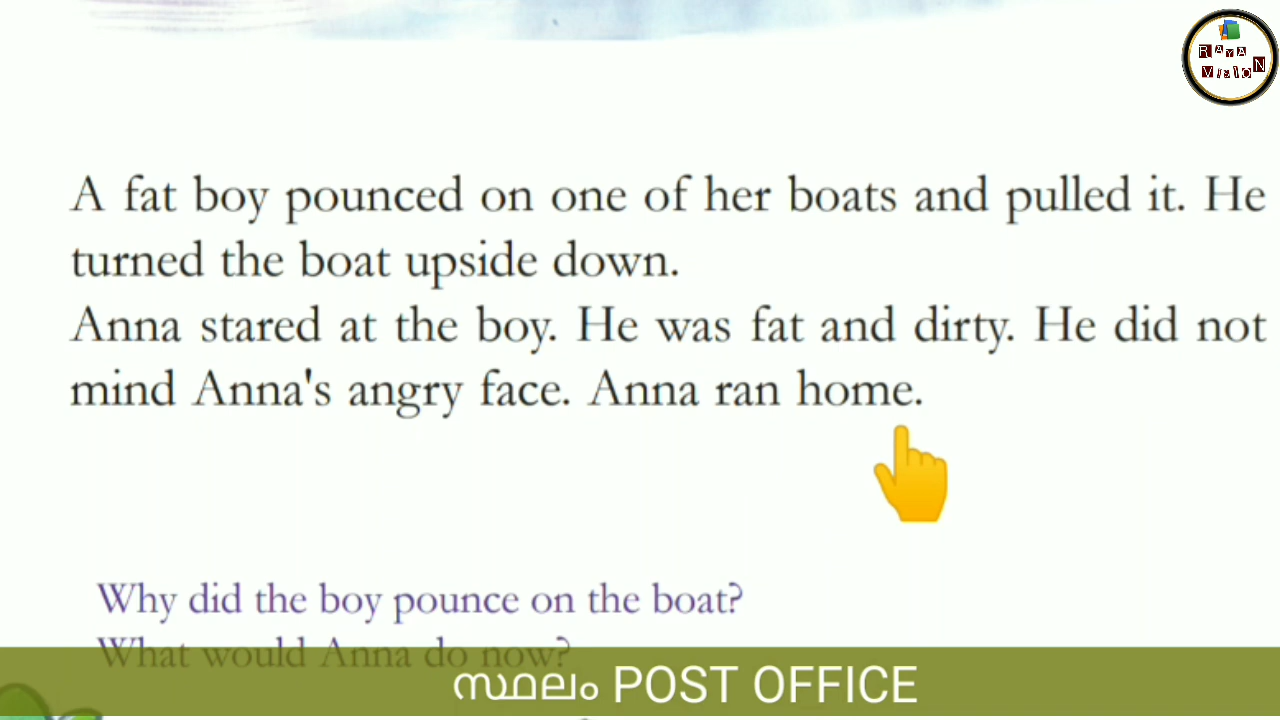 RAYA
VisioN
A fat boy pounced on one of her boats and pulled it. He
turned the boat upside down.
Anna stared at the boy. He was fat and dirty. He did not
mind Anna's angry face. Anna ran home.
Why did the boy pounce on the boat?
What would Anna do now?
സ്ഥലം POST OFFICE